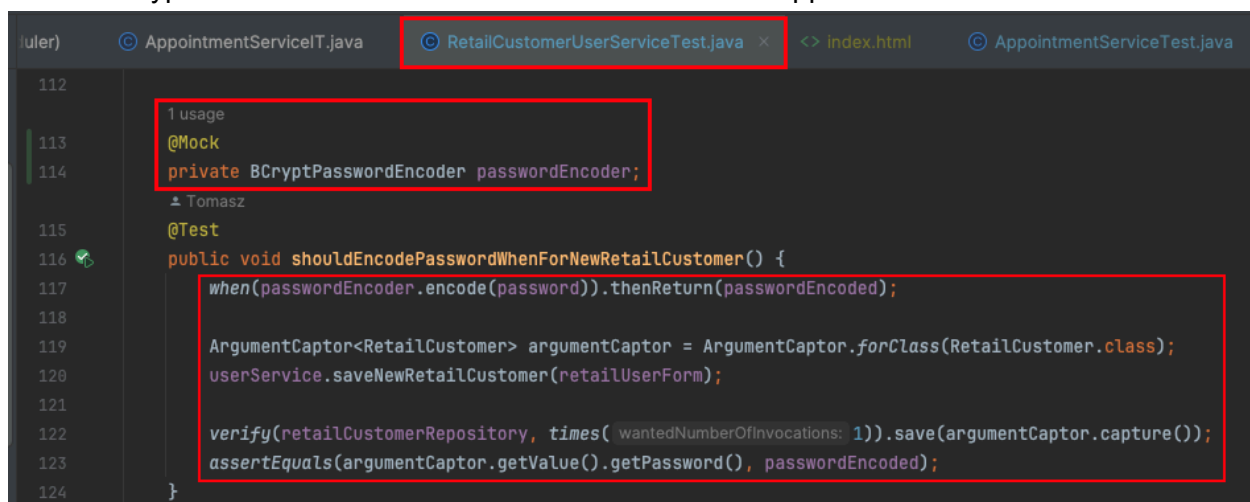 uler) AppointmentServiceIT.java RetailCustomerUserServiceTest.java × <> index.html AppointmentServiceTest.java
112
1 usage
113 @Mock
114 private BCryptPasswordEncoder passwordEncoder;
Tomasz
115 @Test
116 public void shouldEncodePasswordWhenForNewRetailCustomer() {
117 when(passwordEncoder.encode(password)).thenReturn(passwordEncoded);
118
119 ArgumentCaptor<RetailCustomer> argumentCaptor = ArgumentCaptor.forClass(RetailCustomer.class);
120 userService.saveNewRetailCustomer(retailUserForm);
121
122 verify(retailCustomerRepository, times( wantedNumberOfInvocations: 1)).save(argumentCaptor.capture());
123 assertEquals(argumentCaptor.getValue().getPassword(), passwordEncoded);
124 }